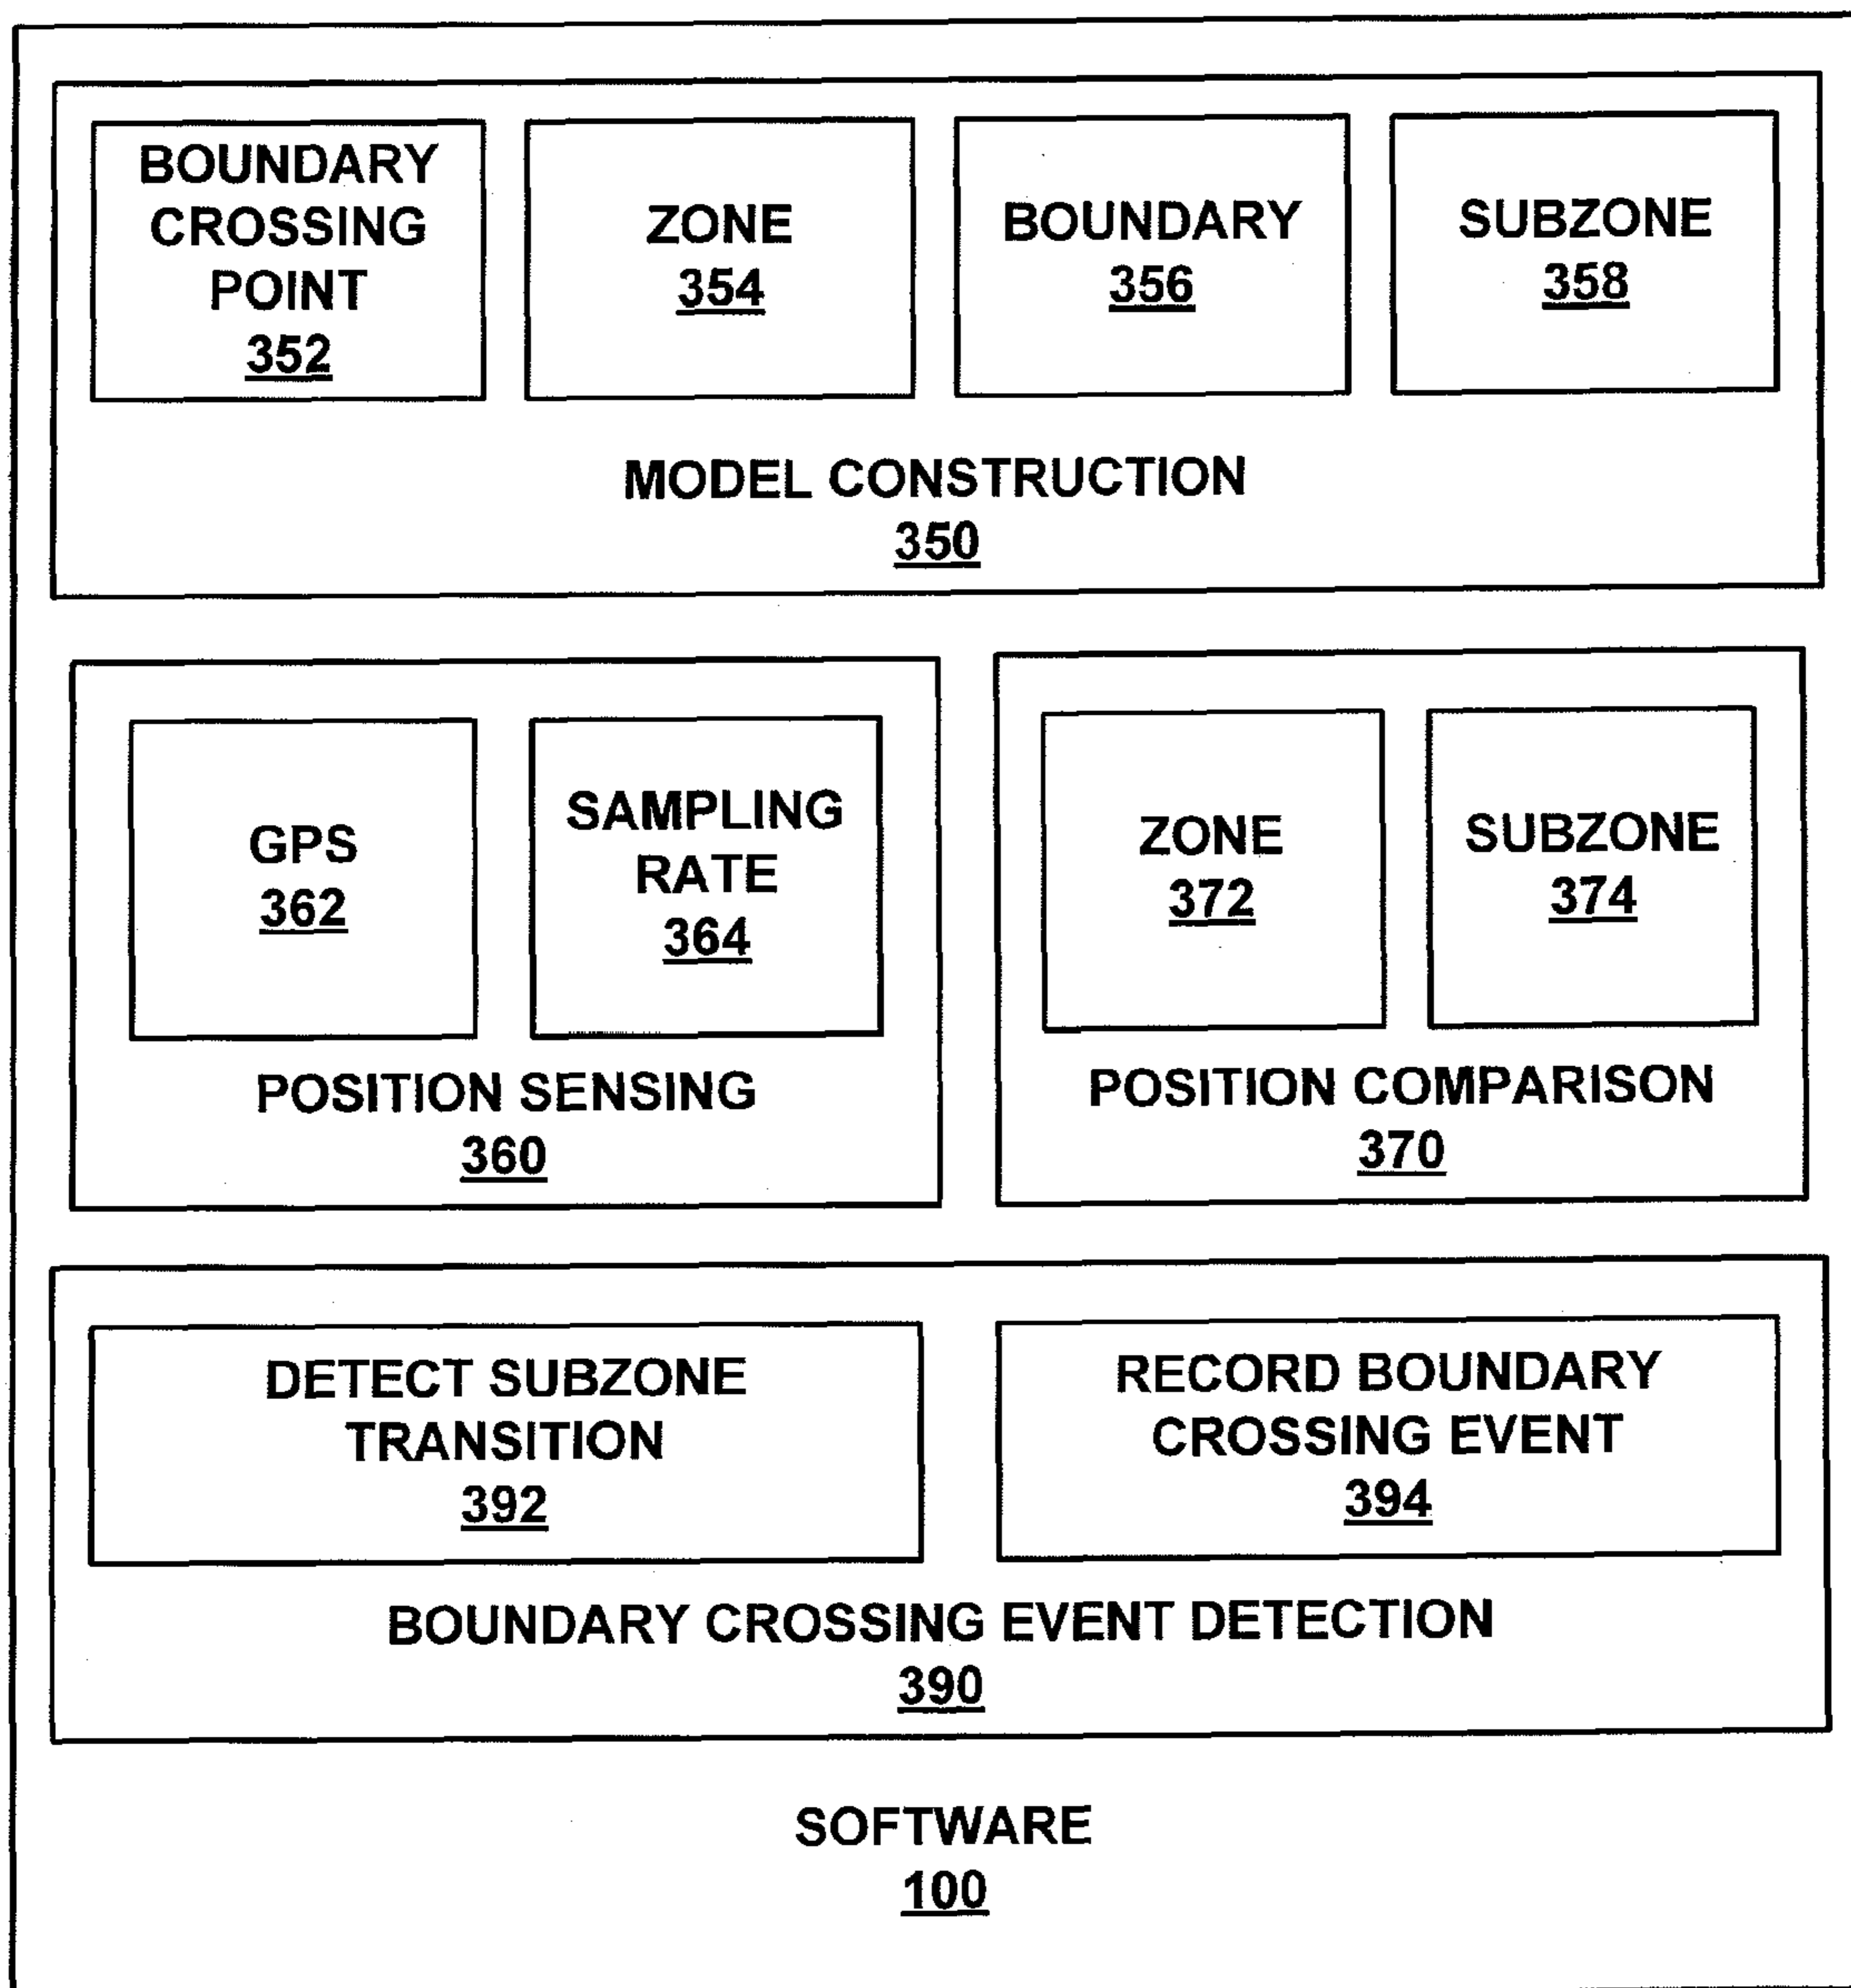 BOUNDARY
CROSSING
POINT
352
ZONE
354
BOUNDARY
356
SUBZONE
358
MODEL CONSTRUCTION
350
GPS
362
SAMPLING
RATE
364
POSITION SENSING
360
ZONE
372
SUBZONE
374
POSITION COMPARISON
370
DETECT SUBZONE
TRANSITION
392
RECORD BOUNDARY
CROSSING EVENT
394
BOUNDARY CROSSING EVENT DETECTION
390
SOFTWARE
100